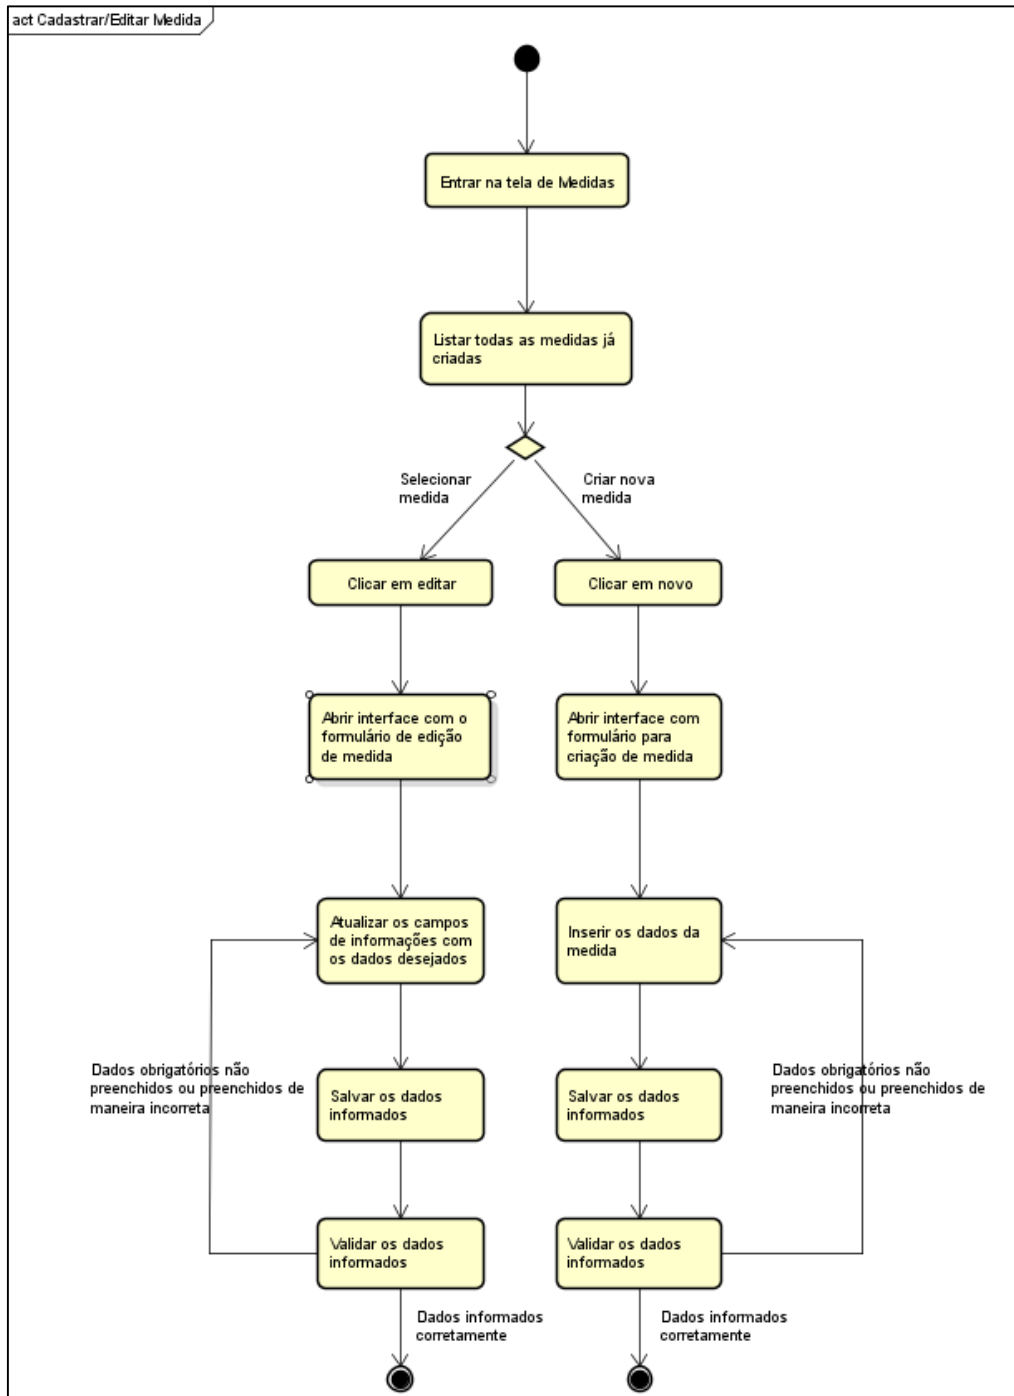 act Cadastrar/Editar Medida
Entrar na tela de Medidas
Listar todas as medidas já
criadas
Selecionar
medida
Criar nova
medida
Clicar em editar
Clicar em novo
Abrir interface com o
formulário de edição
de medida
Abrir interface com
formulário para
criação de medida
Atualizar os campos
de informações com
os dados desejados
Inserir os dados da
medida
Dados obrigatórios não
preenchidos ou preenchidos de
maneira incorreta
Salvar os dados
informados
Salvar os dados
informados
Dados obrigatórios não
preenchidos ou preenchidos de
maneira incorreta
Validar os dados
informados
Validar os dados
informados
Dados informados
corretamente
Dados informados
corretamente